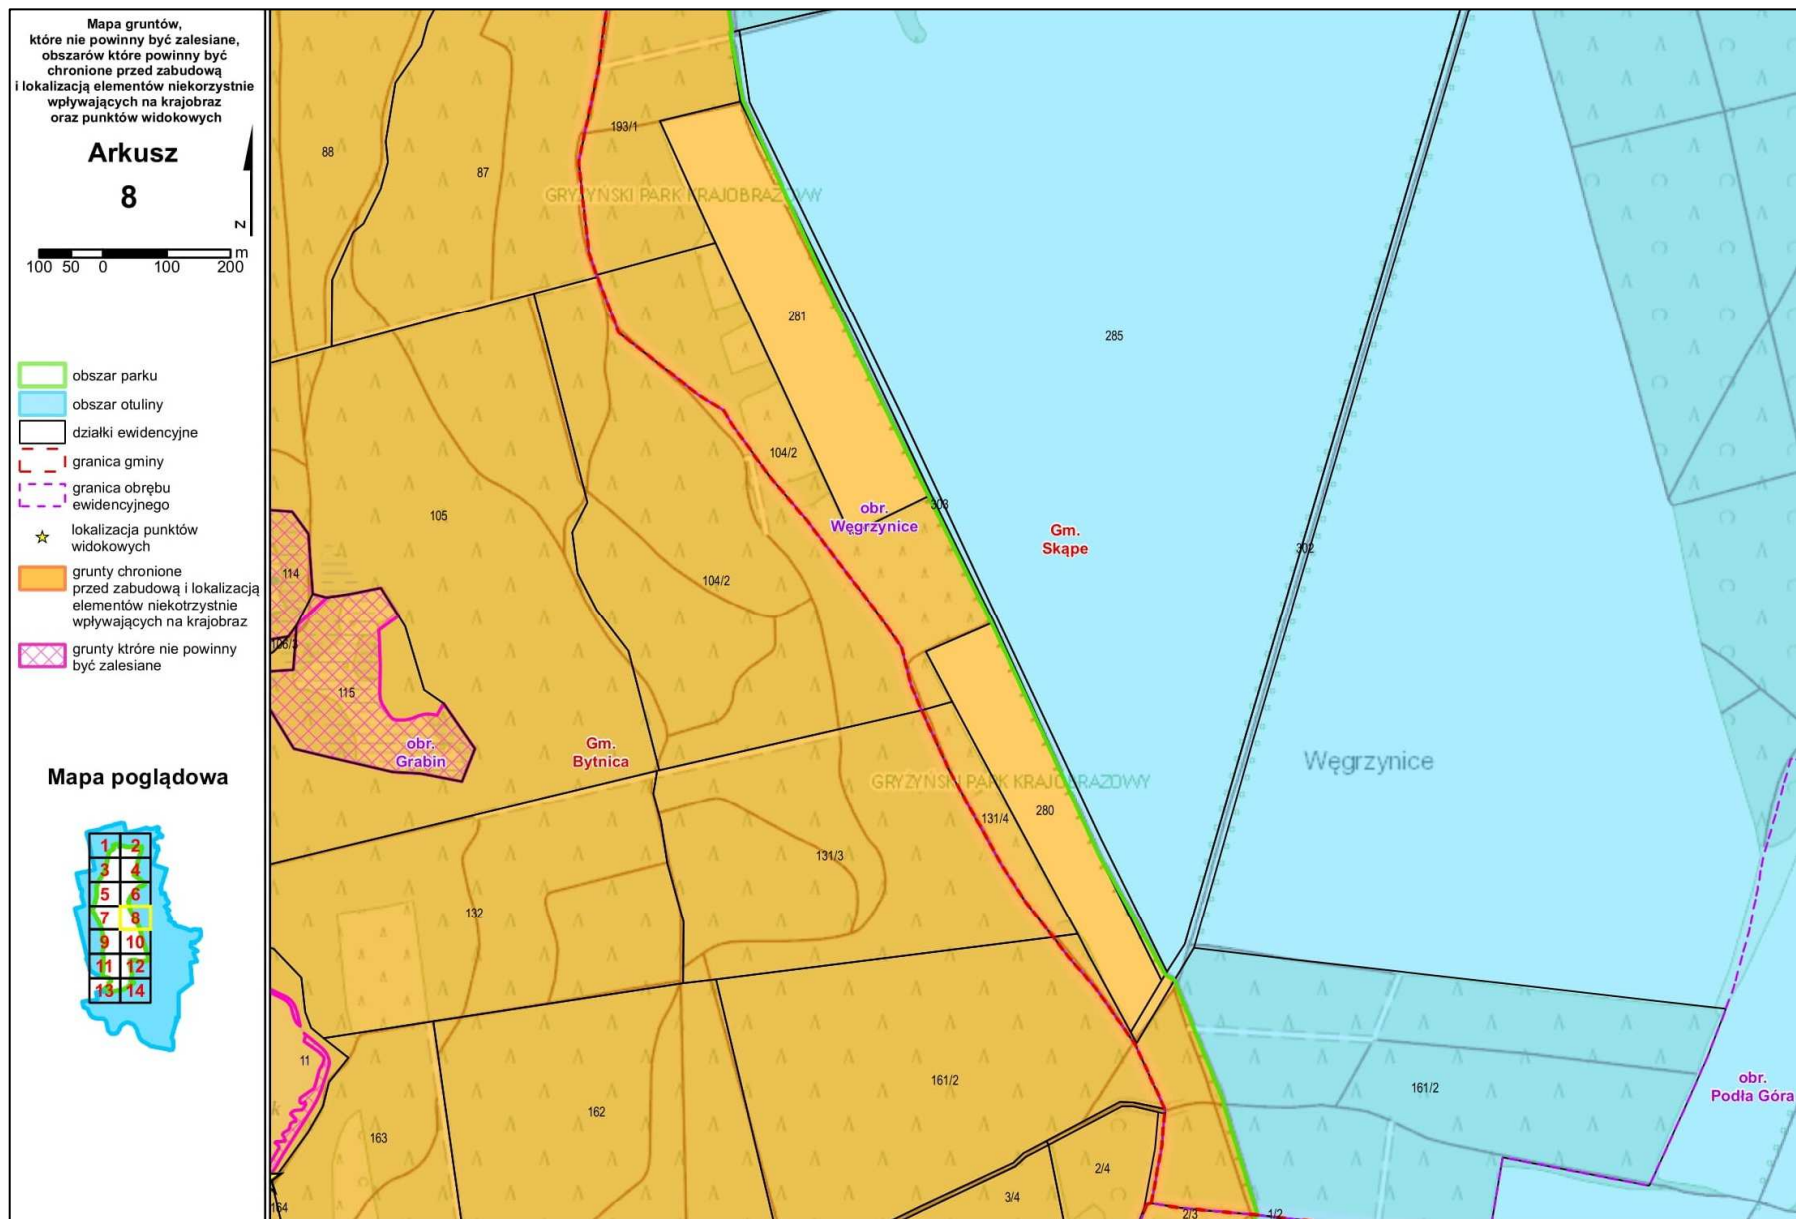 Mapa gruntów,
które nie powinny być zalesiane,
obszarów które powinny być
chronione przed zabudową
i lokalizacją elementów niekorzystnie
wpływających na krajobraz
oraz punktów widokowych
Arkusz
8
N
100 50 0 100 200 m
obszar parku
obszar otuliny
działki ewidencyjne
granica gminy
granica obrębu
ewidencyjnego
lokalizacja punktów
widokowych
grunty chronione
przed zabudową i lokalizacją
elementów niekotrzystnie
wpływających na krajobraz
grunty któróre nie powinny
być zalesiane
Mapa poglądowa
1 2
3 4
5 6
7 8
9 10
11 12
13 14
88
87
193/1
GRYŻYŃSKI PARK KRAJOBRAZOWY
281
285
104/2
105
obr.
Węgrzynice
303
Gm.
Skąpe
302
114
104/2
106/3
115
obr.
Grabin
Gm.
Bytnica
GRYŻYŃSKI PARK KRAJOBRAZOWY
Węgrzynice
280
131/4
131/3
132
11
161/2
161/2
obr.
Podła Góra
162
163
2/4
3/4
164
2/3
1/2